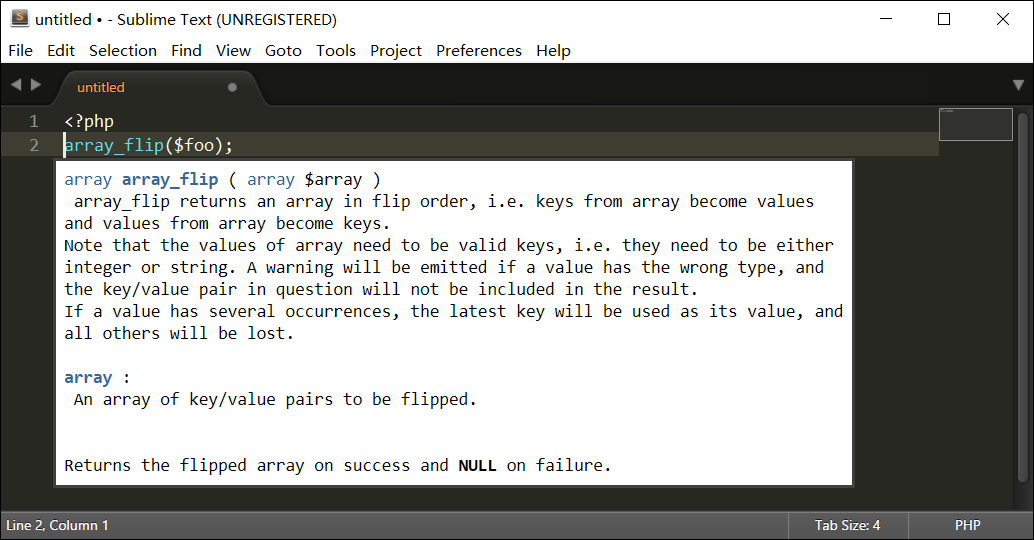 untitled • - Sublime Text (UNREGISTERED)
File Edit Selection Find View Goto Tools Project Preferences Help
untitled
1 <?php
2 array_flip($foo);
array array_flip ( array $array )
array_flip returns an array in flip order, i.e. keys from array become values
and values from array become keys.
Note that the values of array need to be valid keys, i.e. they need to be either
integer or string. A warning will be emitted if a value has the wrong type, and
the key/value pair in question will not be included in the result.
If a value has several occurrences, the latest key will be used as its value, and
all others will be lost.
array :
An array of key/value pairs to be flipped.
Returns the flipped array on success and NULL on failure.
Line 2, Column 1 Tab Size: 4 PHP